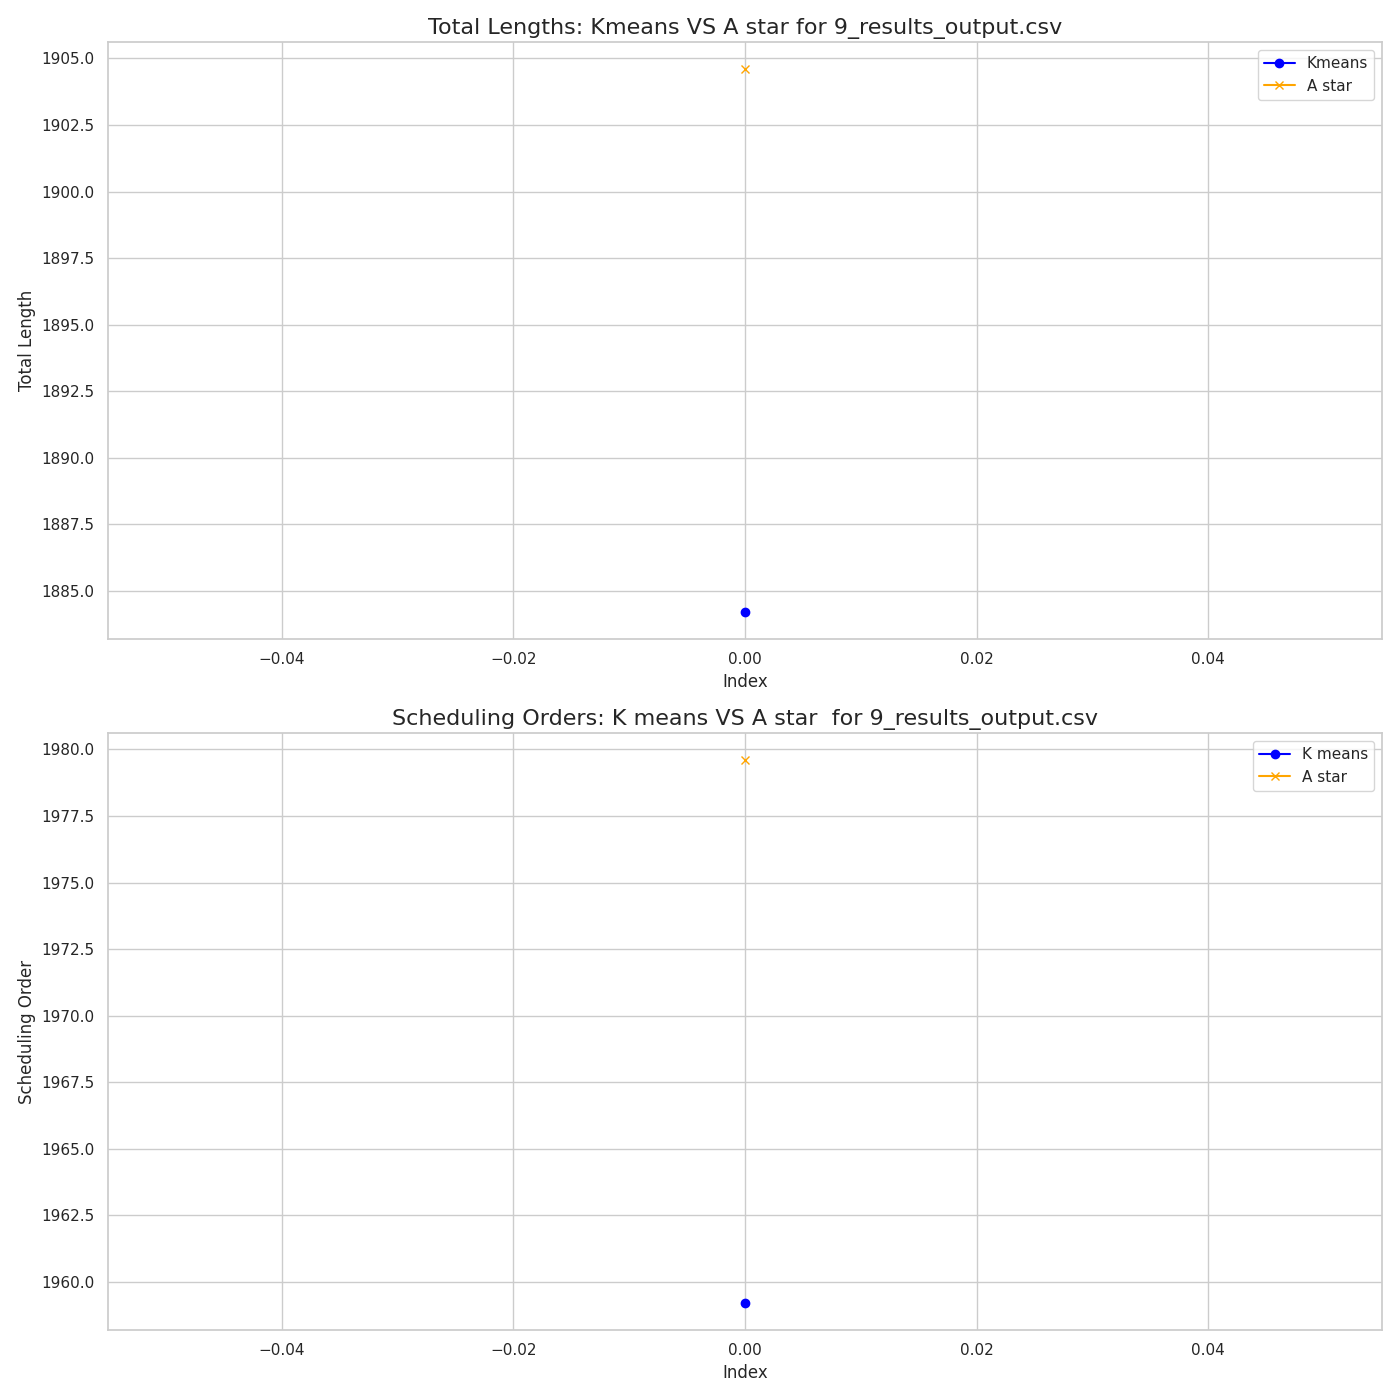 Total Lengths: Kmeans VS A star for 9_results_output.csv
Kmeans
A star
1905.0
1902.5
1900.0
1897.5
1895.0
1892.5
1890.0
1887.5
1885.0
Total Length
−0.04 −0.02 0.00 0.02 0.04
Index
Scheduling Orders: K means VS A star  for 9_results_output.csv
K means
A star
1980.0
1977.5
1975.0
1972.5
1970.0
1967.5
1965.0
1962.5
1960.0
Scheduling Order
−0.04 −0.02 0.00 0.02 0.04
Index